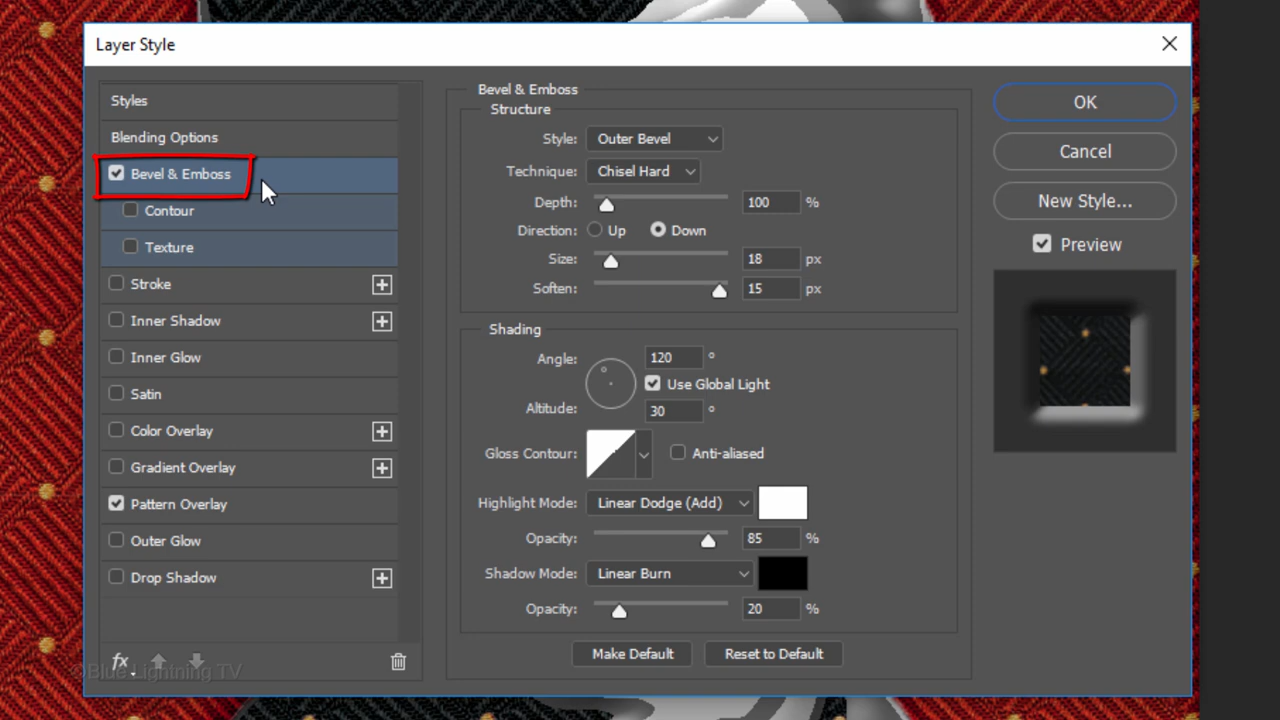 Layer Style
Styles
Blending Options
Bevel & Emboss
Contour
Texture
Stroke
Inner Shadow
Inner Glow
Satin
Color Overlay
Gradient Overlay
Pattern Overlay
Outer Glow
Drop Shadow
fx
©Blue Lightning TV
Bevel & Emboss
Structure
Style: Outer Bevel
Technique: Chisel Hard
Depth: 100 %
Direction: Up Down
Size: 18 px
Soften: 15 px
Shading
Angle: 120 °
Use Global Light
Altitude: 30 °
Gloss Contour: Anti-aliased
Highlight Mode: Linear Dodge (Add)
Opacity: 85 %
Shadow Mode: Linear Burn
Opacity: 20 %
Make Default Reset to Default
OK
Cancel
New Style...
Preview